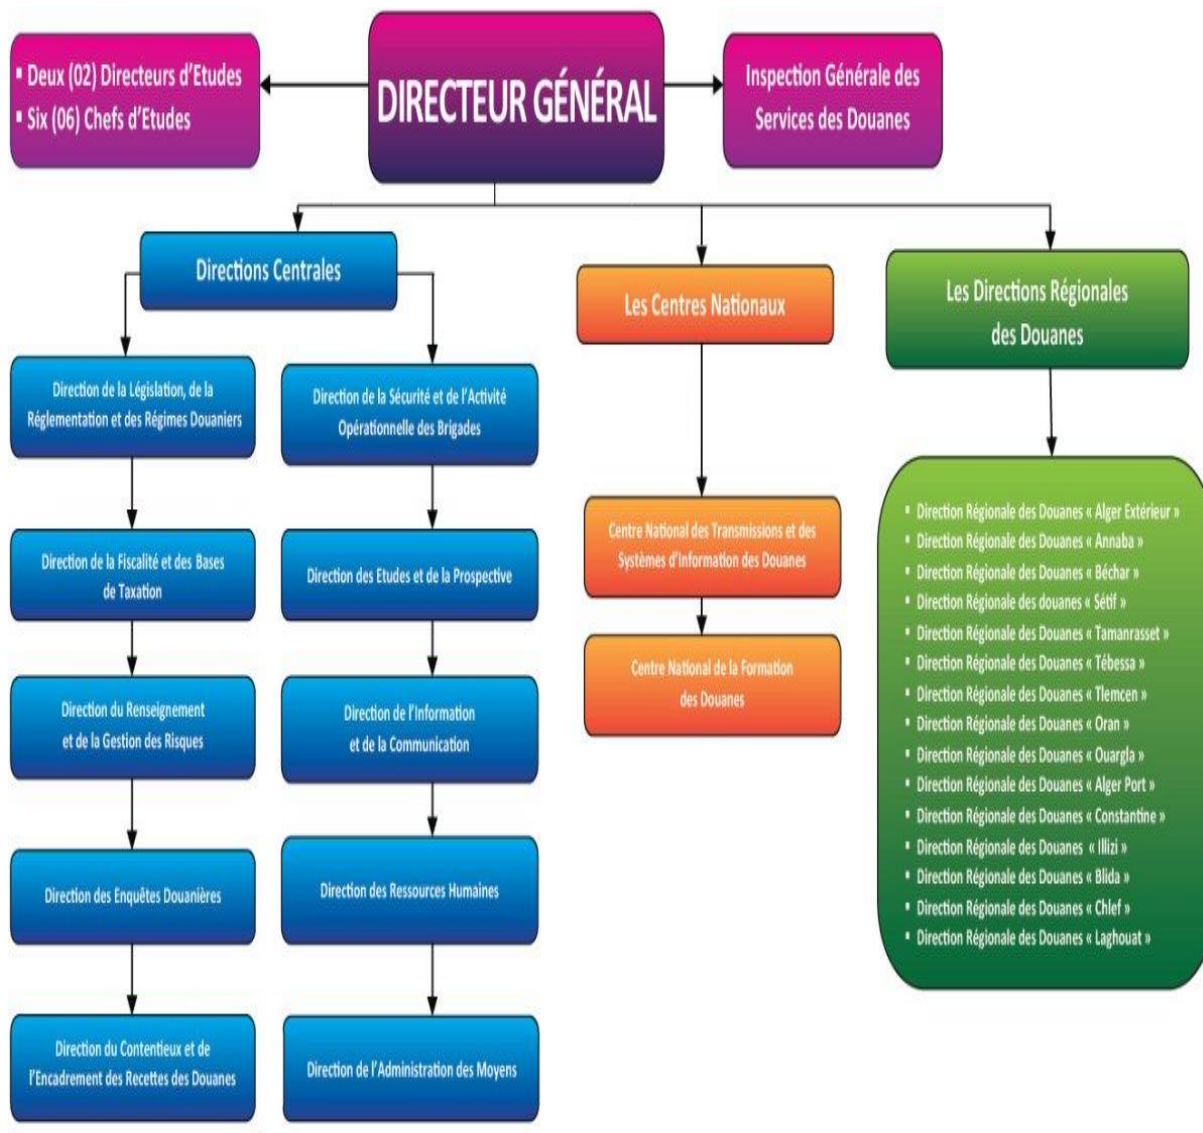 ▪ Deux (02) Directeurs d'Etudes
▪ Six (06) Chefs d'Etudes
DIRECTEUR GÉNÉRAL
Inspection Générale des
Services des Douanes
Directions Centrales
Les Centres Nationaux
Les Directions Régionales
des Douanes
Direction de la Législation, de la
Réglementation et des Régimes Douaniers
Direction de la Fiscalité et des Bases
de Taxation
Direction du Renseignement
et de la Gestion des Risques
Direction des Enquêtes Douanières
Direction du Contentieux et de
l'Encadrement des Recettes des Douanes
Direction de la Sécurité et de l'Activité
Opérationnelle des Brigades
Direction des Etudes et de la Prospective
Direction de l'Information
et de la Communication
Direction des Ressources Humaines
Direction de l'Administration des Moyens
Centre National des Transmissions et des
Systèmes d'Information des Douanes
Centre National de la Formation
des Douanes
▪ Direction Régionale des Douanes « Alger Extérieur »
▪ Direction Régionale des Douanes « Annaba »
▪ Direction Régionale des Douanes « Béchar »
▪ Direction Régionale des douanes « Sétif »
▪ Direction Régionale des Douanes « Tamanrasset »
▪ Direction Régionale des Douanes « Tébessa »
▪ Direction Régionale des Douanes « Tlemcen »
▪ Direction Régionale des Douanes « Oran »
▪ Direction Régionale des Douanes « Ouargla »
▪ Direction Régionale des Douanes « Alger Port »
▪ Direction Régionale des Douanes « Constantine »
▪ Direction Régionale des Douanes « Illizi »
▪ Direction Régionale des Douanes « Blida »
▪ Direction Régionale des Douanes « Chlef »
▪ Direction Régionale des Douanes « Laghouat »